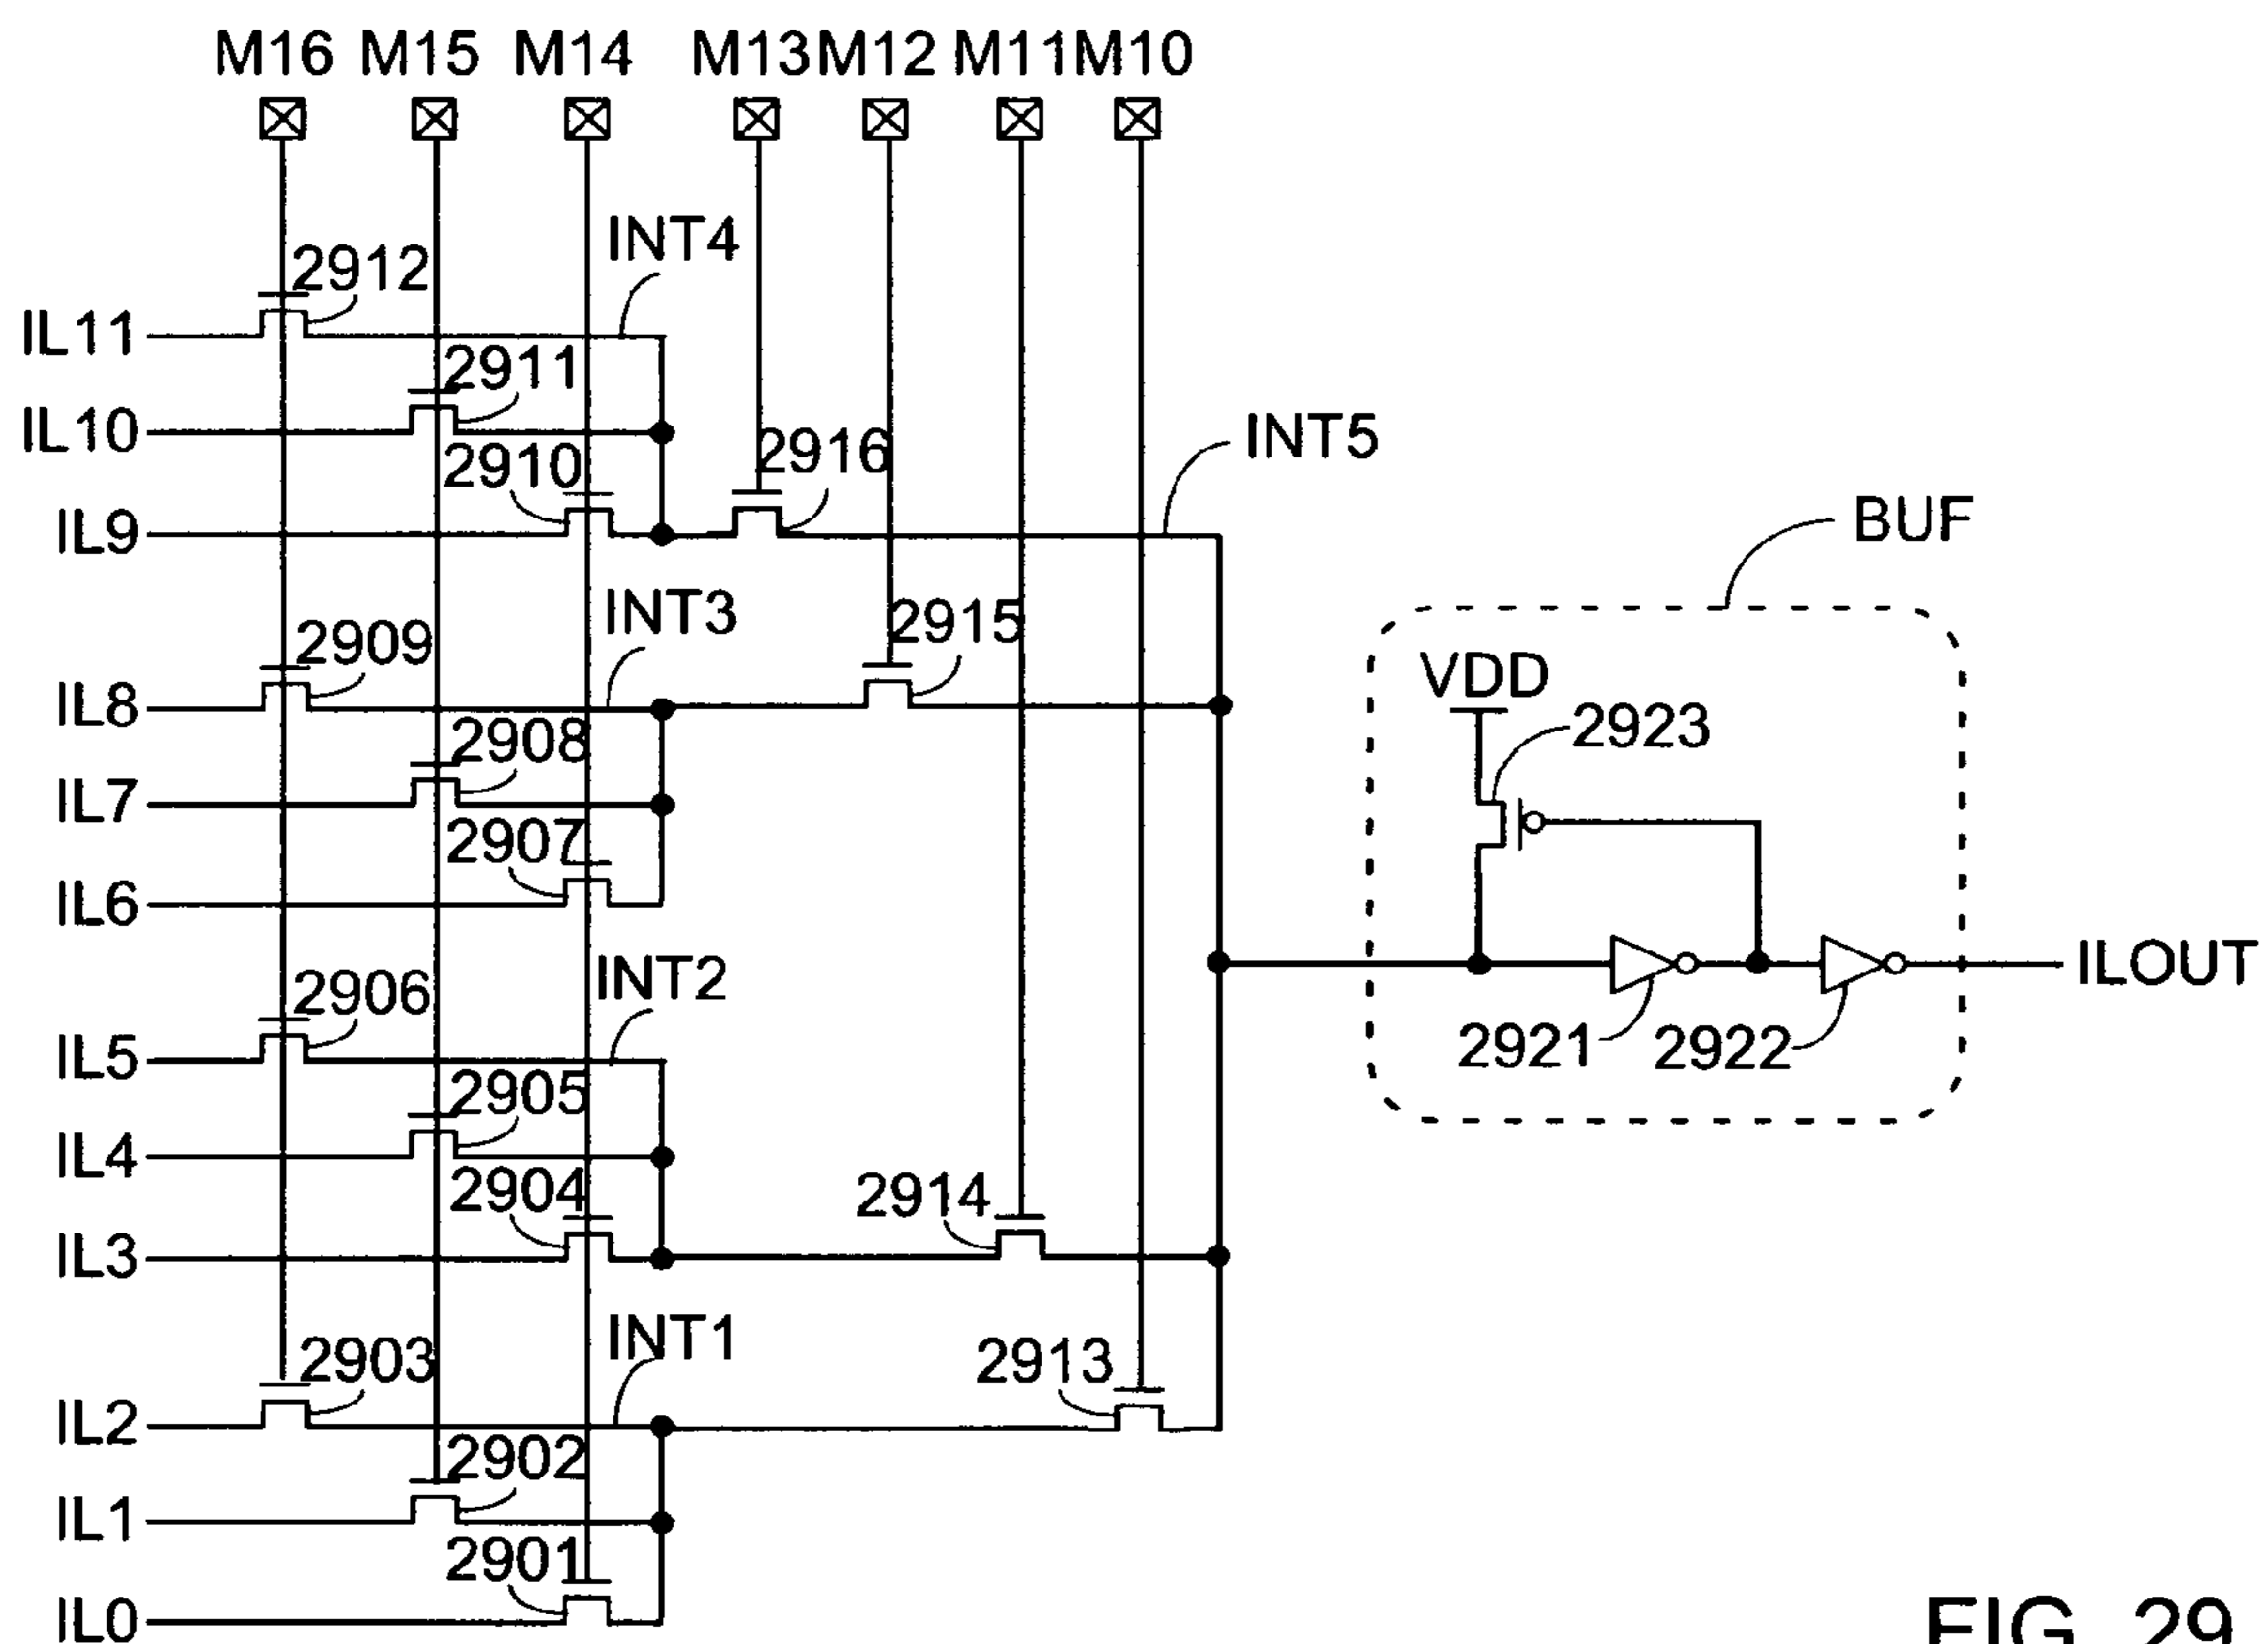 M16 M15 M14 M13 M12 M11 M10
INT4
2912
IL11
2911
IL10
2910
2916
INT5
IL9
BUF
INT3
2915
2909
IL8
VDD
2923
2908
IL7
2907
IL6
INT2
2906
ILOUT
IL5
2921
2922
2905
IL4
2904
2914
IL3
INT1
2903
2913
IL2
2902
IL1
2901
IL0
FIG. 29